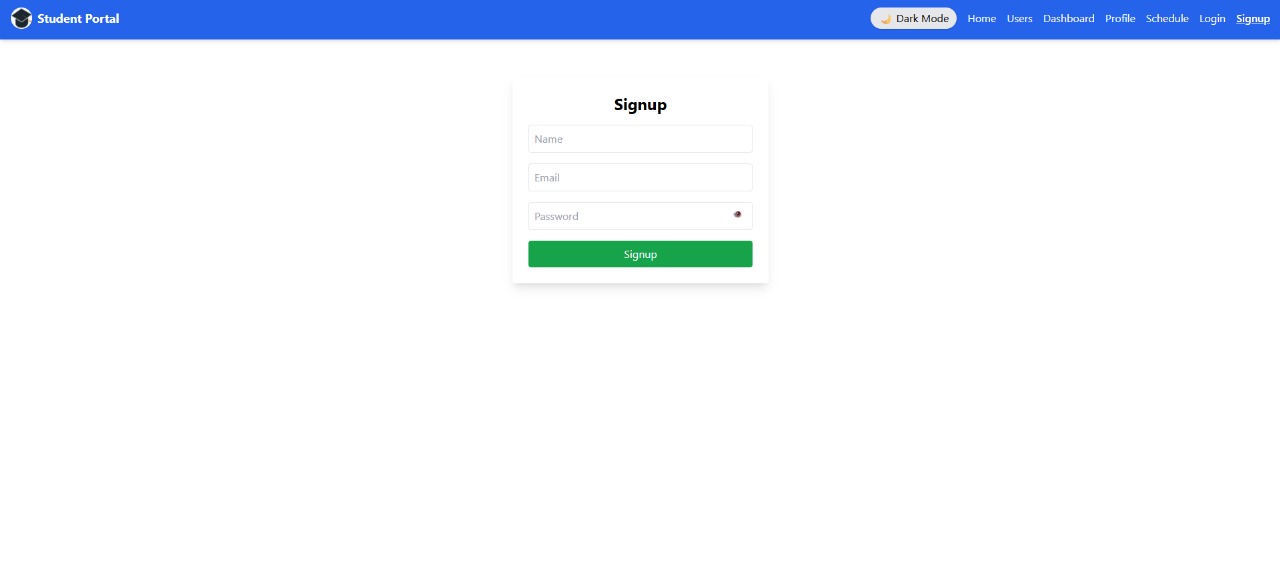 Student Portal
🌙 Dark Mode Home Users Dashboard Profile Schedule Login Signup
Signup
Name
Email
Password
Signup